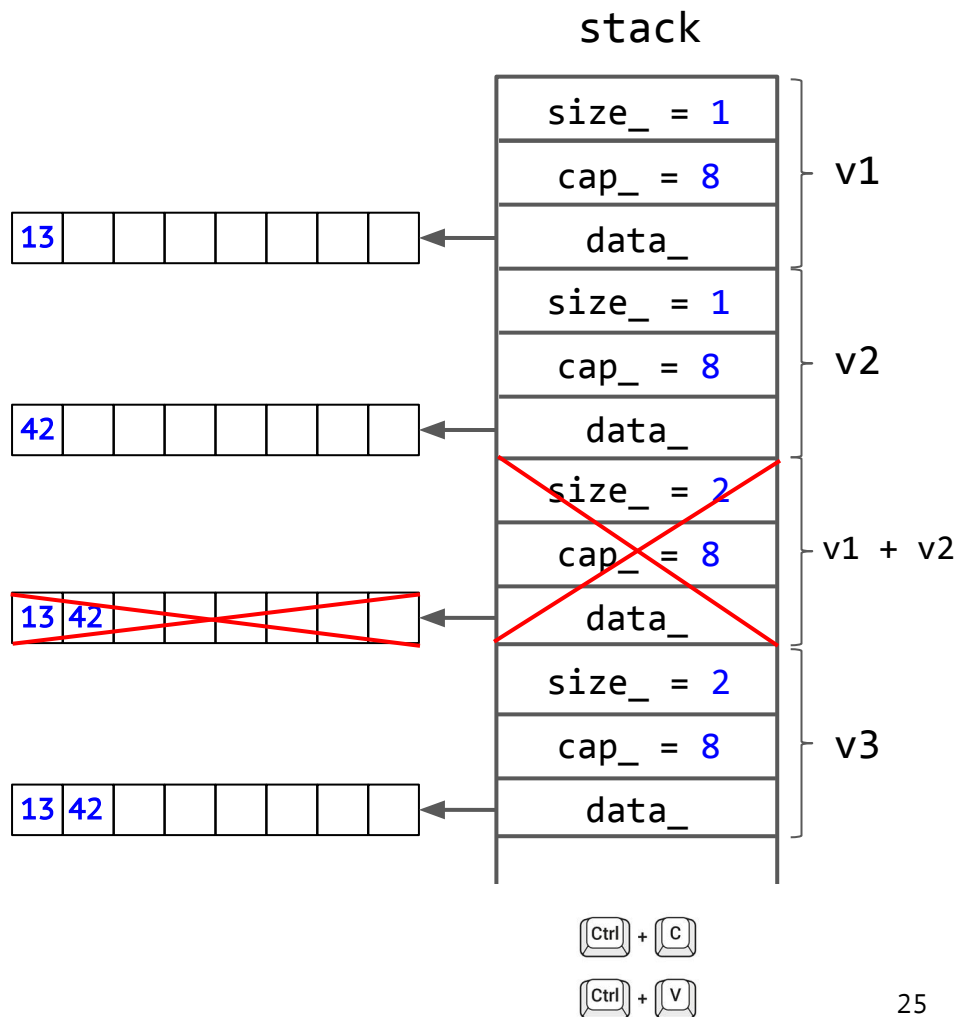 stack
size_ = 1
cap_ = 8
v1
13
data_
size_ = 1
cap_ = 8
v2
42
data_
size_ = 2
cap_ = 8
v1 + v2
13 42
data_
size_ = 2
cap_ = 8
v3
13 42
data_
Ctrl + C
Ctrl + V
25